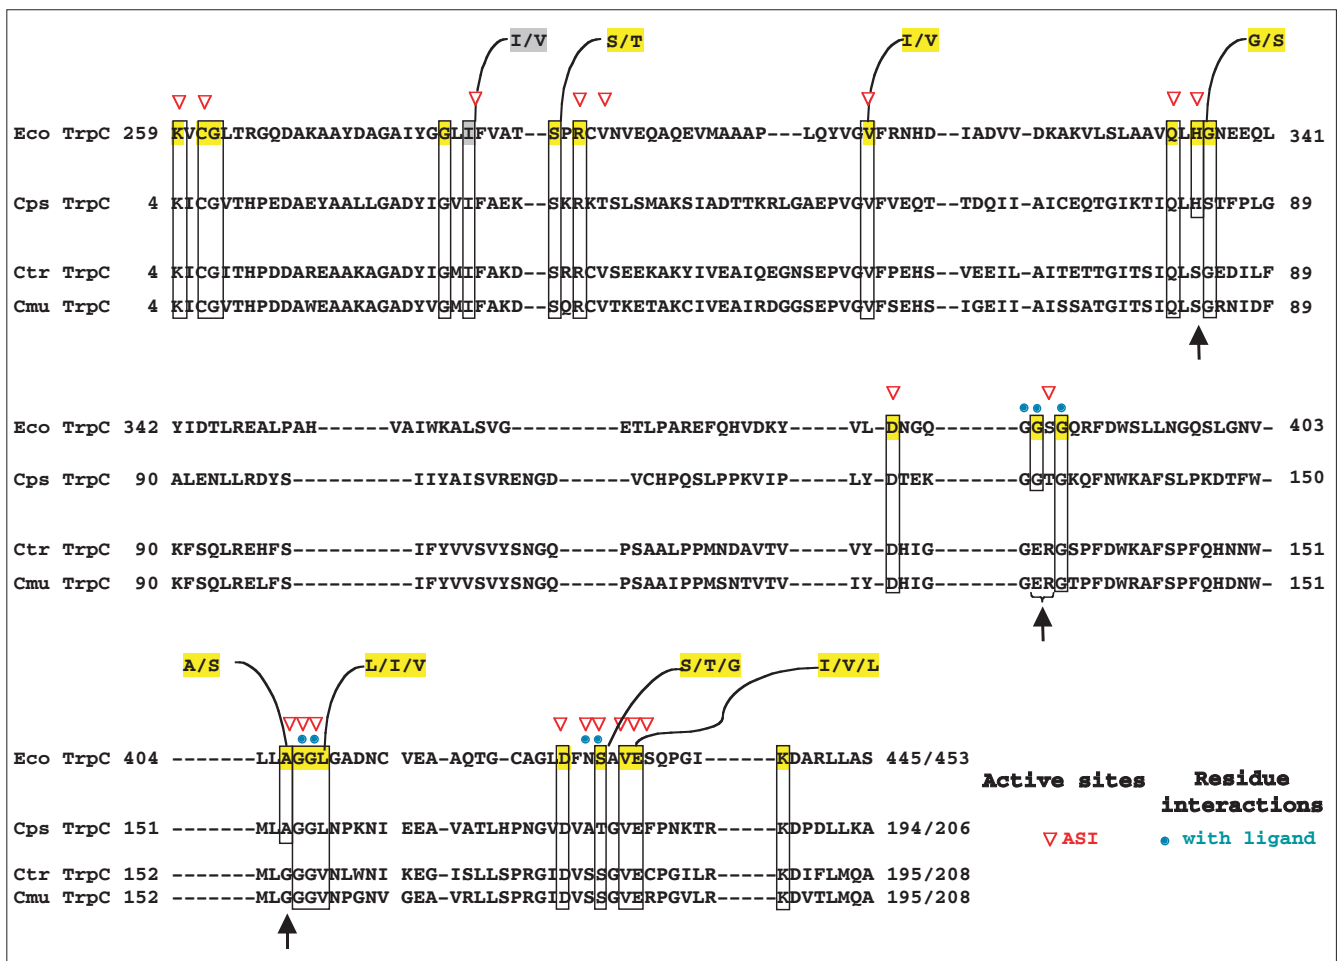 I/V S/T I/V G/S
Eco TrpC 259 KVCGLTRGQDAKAAYDAGAIYGGLIFVAT--SPRCVNVEQAQEVMAAAP---LQYVGVFRNHD--IADVV-DKAKVLSLAAVQLHGNEEQL 341
Cps TrpC 4 KICGVTHPEDAEYAALLGADYIGVIFAEK--SKRKTSLSMAKSIADTTKRLGAEPVGVFVEQT--TDQII-AICEQTGIKTIQLHSTFPLG 89
Ctr TrpC 4 KICGITHPDDAREAAKAGADYIGMIFAKD--SRRCVSEEKAKYIVEAIQEGNSEPVGVFPEHS--VEEIL-AITETTGITSIQLSGEDILF 89
Cmu TrpC 4 KICGVTHPDDAWEAAKAGADYVGMIFAKD--SQRCVTKETAKCIVEAIRDGGSEPVGVFSEHS--IGEII-AISSATGITSIQLSGRNIDF 89
Eco TrpC 342 YIDTLREALPAH------VAIWKALSVG---------ETLPAREFQHVDKY-----VL-DNGQ-------GGSGQRFDWSLLNGQSLGNV- 403
Cps TrpC 90 ALENLLRDYS----------IIYAISVRENGD------VCHPQSLPPKVIP-----LY-DTEK-------GGTGKQFNWKAFSLPKDTFW- 150
Ctr TrpC 90 KFSQLREHFS----------IFYVVSVYSNGQ-----PSAALPPMNDAVTV-----VY-DHIG-------GERGSPFDWKAFSPFQHNNW- 151
Cmu TrpC 90 KFSQLRELFS----------IFYVVSVYSNGQ-----PSAAIPPMSNTVTV-----IY-DHIG-------GERGTPFDWRAFSPFQHDNW- 151
A/S L/I/V S/T/G I/V/L
Eco TrpC 404 -------LLAGGLGADNC VEA-AQTG-CAGLDFNSAVESQPGI------KDARLLAS 445/453
Cps TrpC 151 -------MLAGGLNPKNI EEA-VATLHPNGVDVATGVEFPNKTR-----KDPDLLKA 194/206
Ctr TrpC 152 -------MLGGGVNLWNI KEG-ISLLSPRGIDVSSGVECPGILR-----KDIFLMQA 195/208
Cmu TrpC 152 -------MLGGGVNPGNV GEA-VRLLSPRGIDVSSGVERPGVLR-----KDVTLMQA 195/208
Active sites Residue
interactions
ASI with ligand